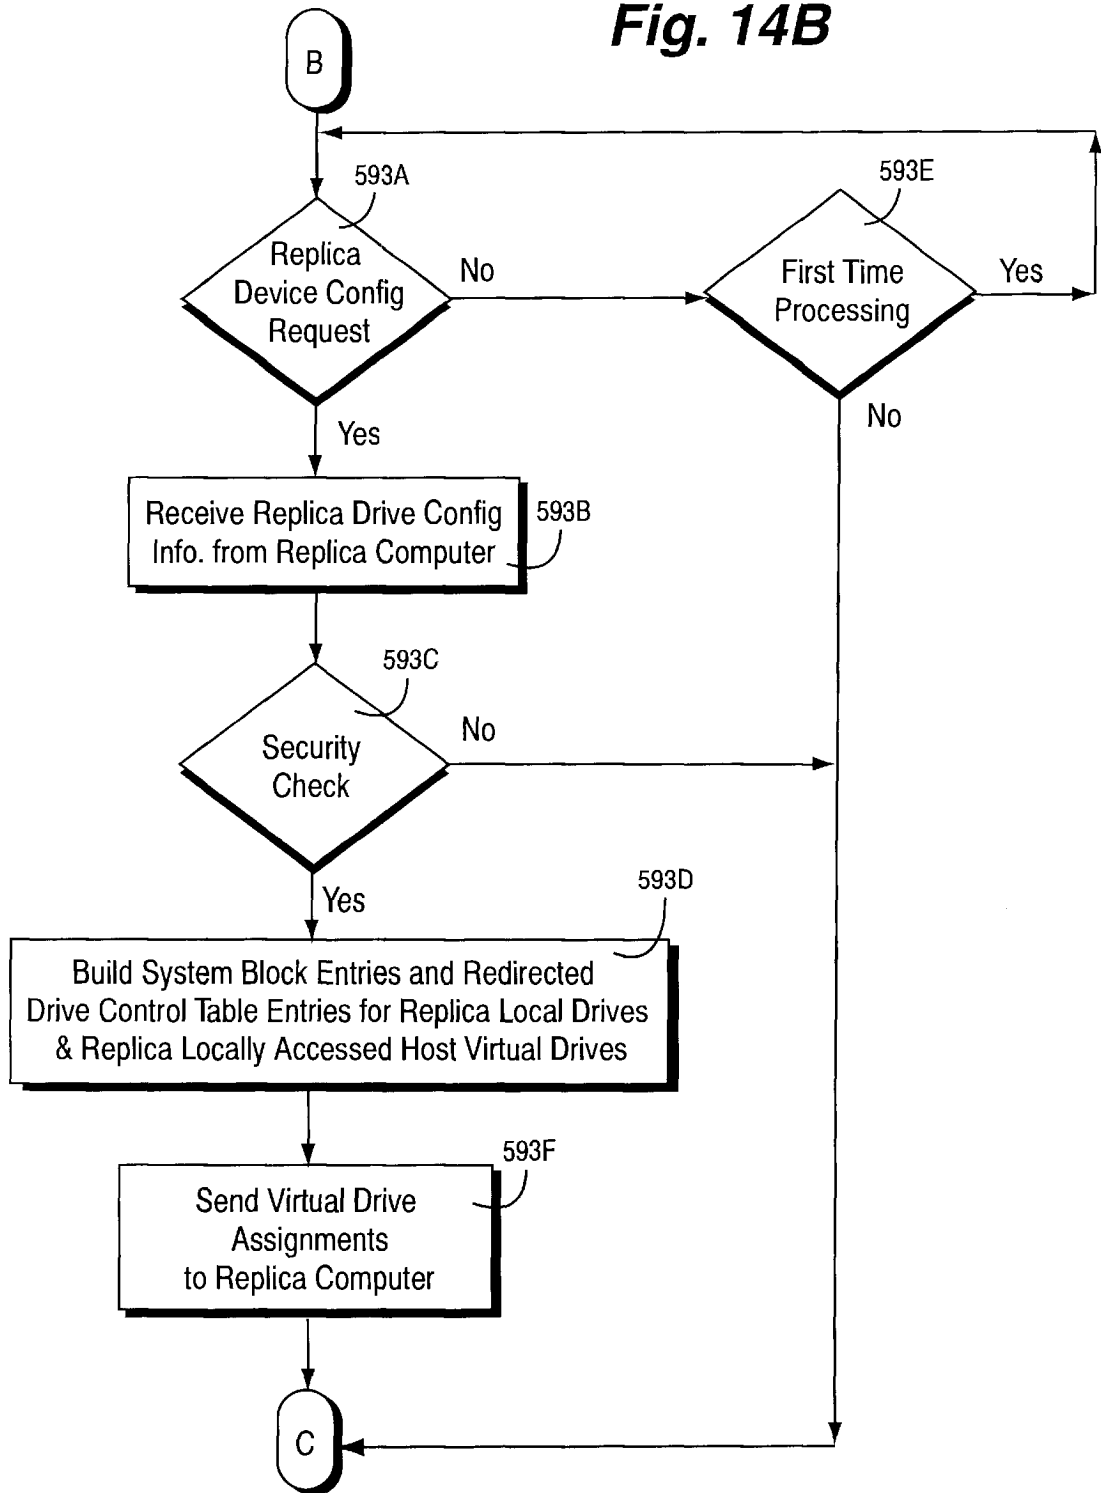 Fig. 14B
B
593A
593E
Replica
Device Config
Request
No
First Time
Processing
Yes
No
Yes
Receive Replica Drive Config
Info. from Replica Computer
593B
593C
Security
Check
No
Yes
593D
Build System Block Entries and Redirected
Drive Control Table Entries for Replica Local Drives
& Replica Locally Accessed Host Virtual Drives
593F
Send Virtual Drive
Assignments
to Replica Computer
C